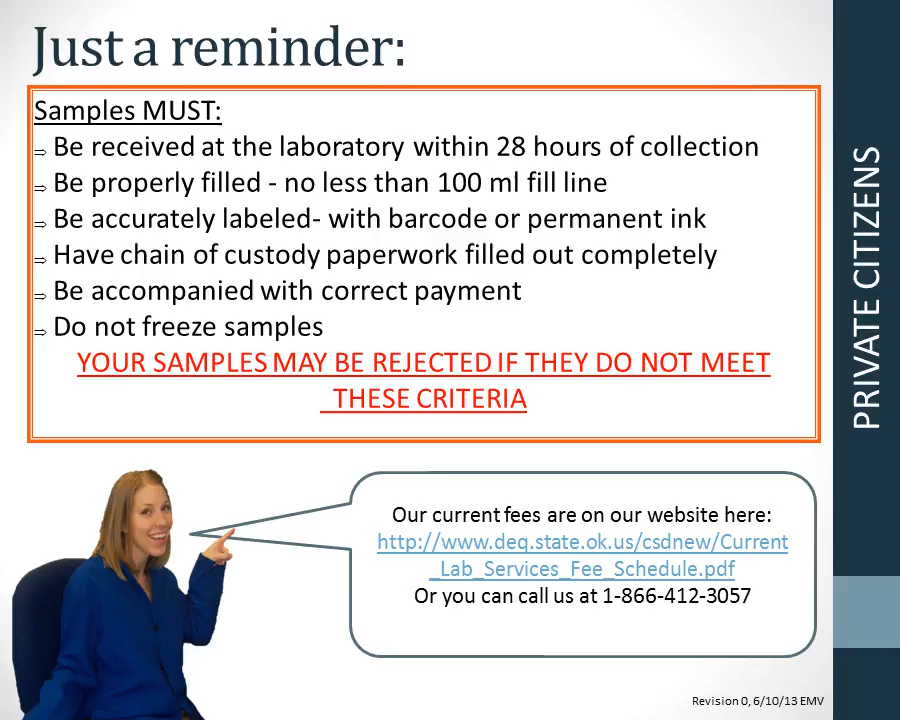 Just a reminder:
Samples MUST:
⇒ Be received at the laboratory within 28 hours of collection
⇒ Be properly filled - no less than 100 ml fill line
⇒ Be accurately labeled- with barcode or permanent ink
⇒ Have chain of custody paperwork filled out completely
⇒ Be accompanied with correct payment
⇒ Do not freeze samples
YOUR SAMPLES MAY BE REJECTED IF THEY DO NOT MEET
THESE CRITERIA
PRIVATE CITIZENS
Our current fees are on our website here:
http://www.deq.state.ok.us/csdnew/Current
_Lab_Services_Fee_Schedule.pdf
Or you can call us at 1-866-412-3057
Revision 0, 6/10/13 EMV